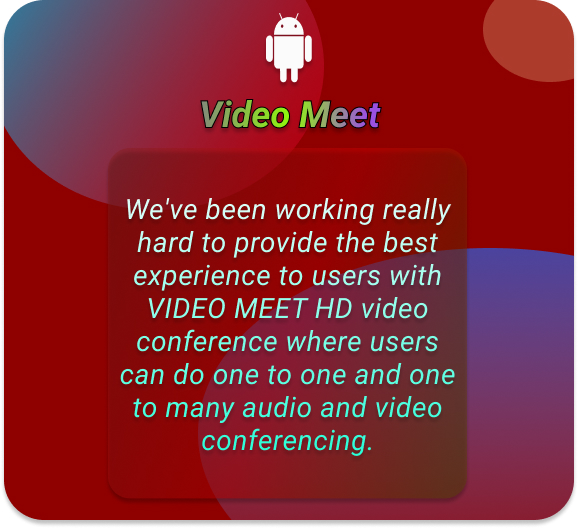 Video Meet
We've been working really
hard to provide the best
experience to users with
VIDEO MEET HD video
conference where users
can do one to one and one
to many audio and video
conferencing.